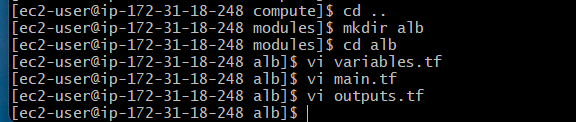 [ec2-user@ip-172-31-18-248 compute]$ cd ..
[ec2-user@ip-172-31-18-248 modules]$ mkdir alb
[ec2-user@ip-172-31-18-248 modules]$ cd alb
[ec2-user@ip-172-31-18-248 alb]$ vi variables.tf
[ec2-user@ip-172-31-18-248 alb]$ vi main.tf
[ec2-user@ip-172-31-18-248 alb]$ vi outputs.tf
[ec2-user@ip-172-31-18-248 alb]$